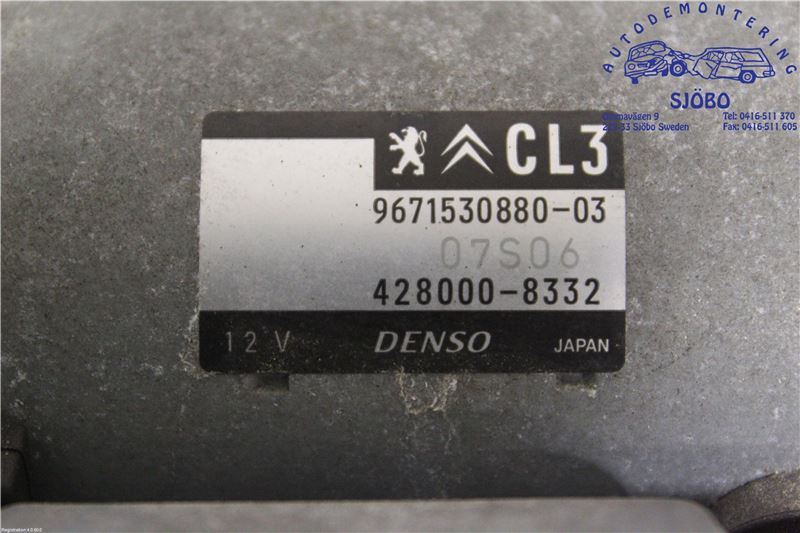 AUTODEMONTERING
SJÖBO
Tel: 0416-511 370
233 Sjöbo Sweden
Fax: 0416-511 605
CL3
9671530880-03
07S06
428000-8332
12 V DENSO JAPAN